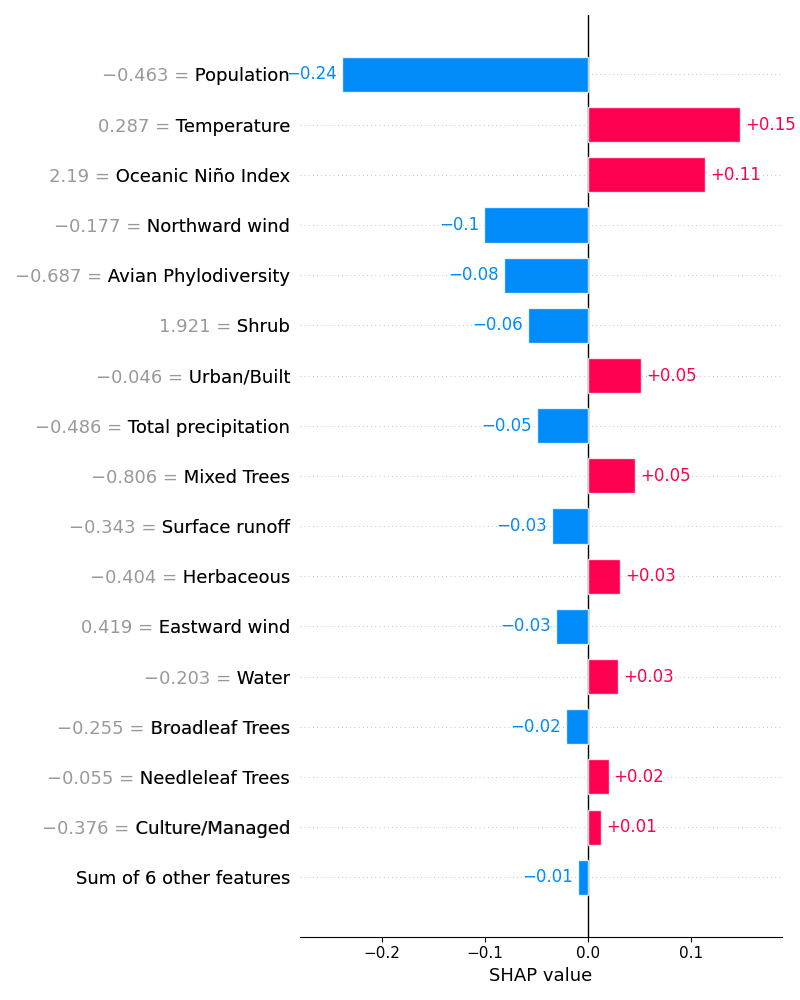 −0.463 = Population −0.24
0.287 = Temperature +0.15
2.19 = Oceanic Niño Index +0.11
−0.177 = Northward wind −0.1
−0.687 = Avian Phylodiversity −0.08
1.921 = Shrub −0.06
−0.046 = Urban/Built +0.05
−0.486 = Total precipitation −0.05
−0.806 = Mixed Trees +0.05
−0.343 = Surface runoff −0.03
−0.404 = Herbaceous +0.03
0.419 = Eastward wind −0.03
−0.203 = Water +0.03
−0.255 = Broadleaf Trees −0.02
−0.055 = Needleleaf Trees +0.02
−0.376 = Culture/Managed +0.01
Sum of 6 other features −0.01
−0.2 −0.1 0.0 0.1
SHAP value